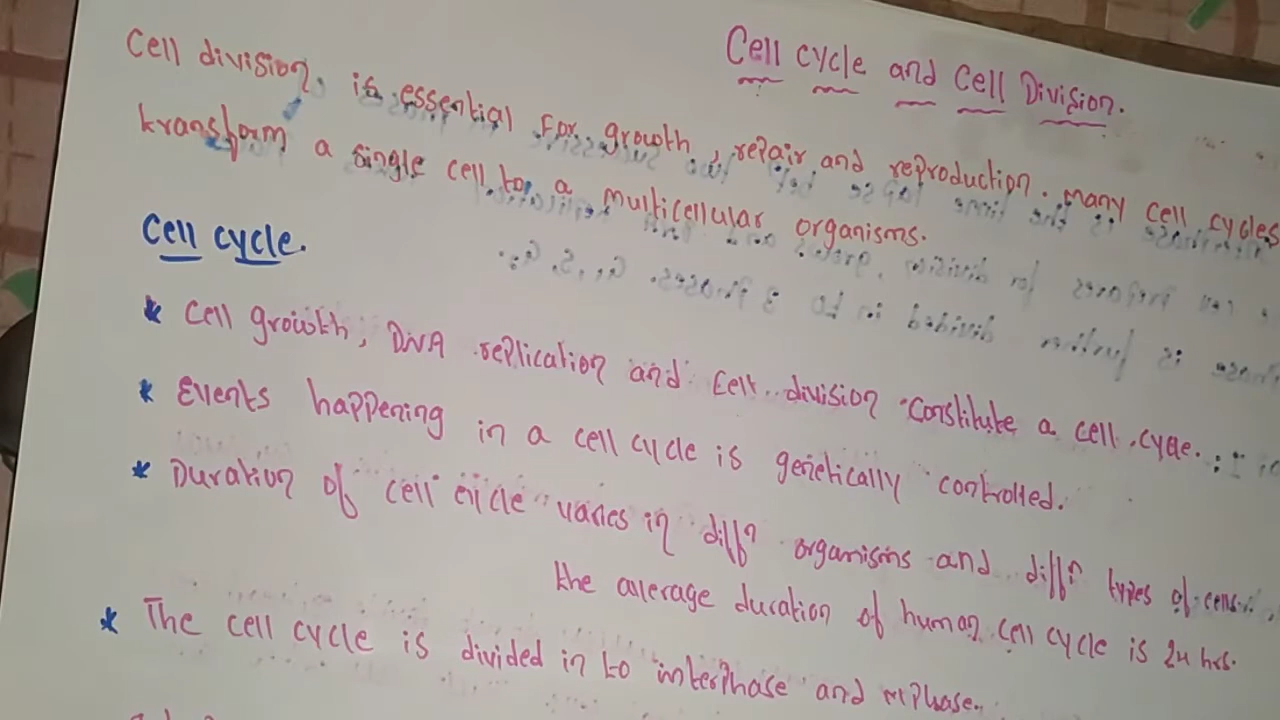 Cell cycle and Cell Division.
Cell division, is essential for growth, repair and reproduction. Many cell cycles
transform a single cell to a multicellular organisms.
Cell cycle.
* Cell growth, DNA replication and Cell division constitute a cell cycle.
* Events happening in a cell cycle is genetically controlled.
* Duration of cell cycle varies in diffn organisms and diffn types of cells.
the average duration of human cell cycle is 24 hrs.
* The cell cycle is divided in to interphase and mphase.